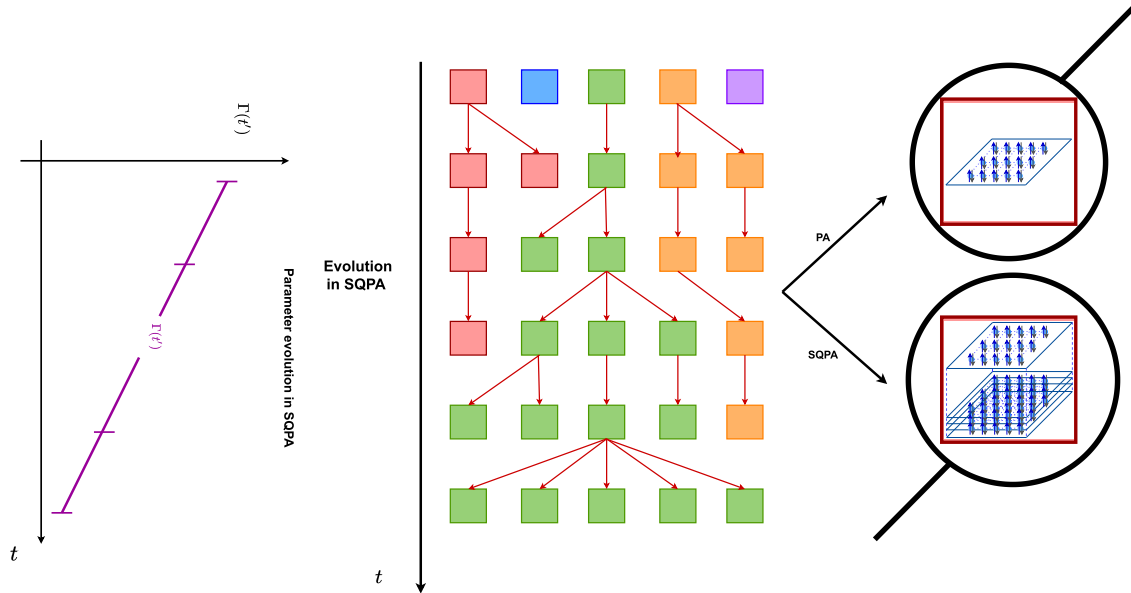 Γ(t′)
Γ(t′)
Parameter evolution in SQPA
t
Evolution
in SQPA
t
PA
SQPA